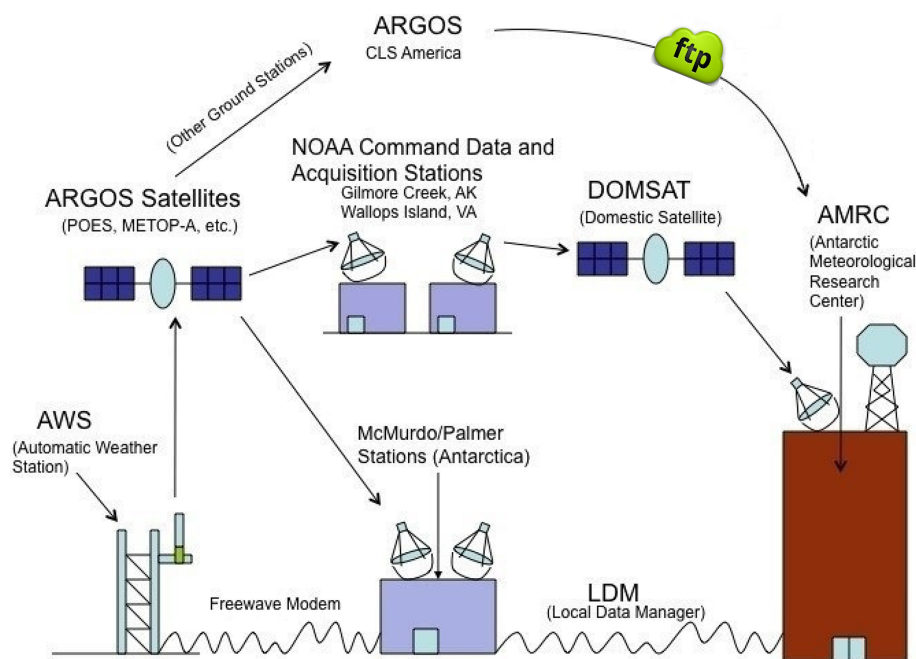 ARGOS
CLS America
ftp
(Other Ground Stations)
NOAA Command Data and
Acquisition Stations
Gilmore Creek, AK
Wallops Island, VA
ARGOS Satellites
(POES, METOP-A, etc.)
DOMSAT
(Domestic Satellite)
AMRC
(Antarctic
Meteorological
Research
Center)
AWS
(Automatic Weather
Station)
McMurdo/Palmer
Stations (Antarctica)
Freewave Modem
LDM
(Local Data Manager)